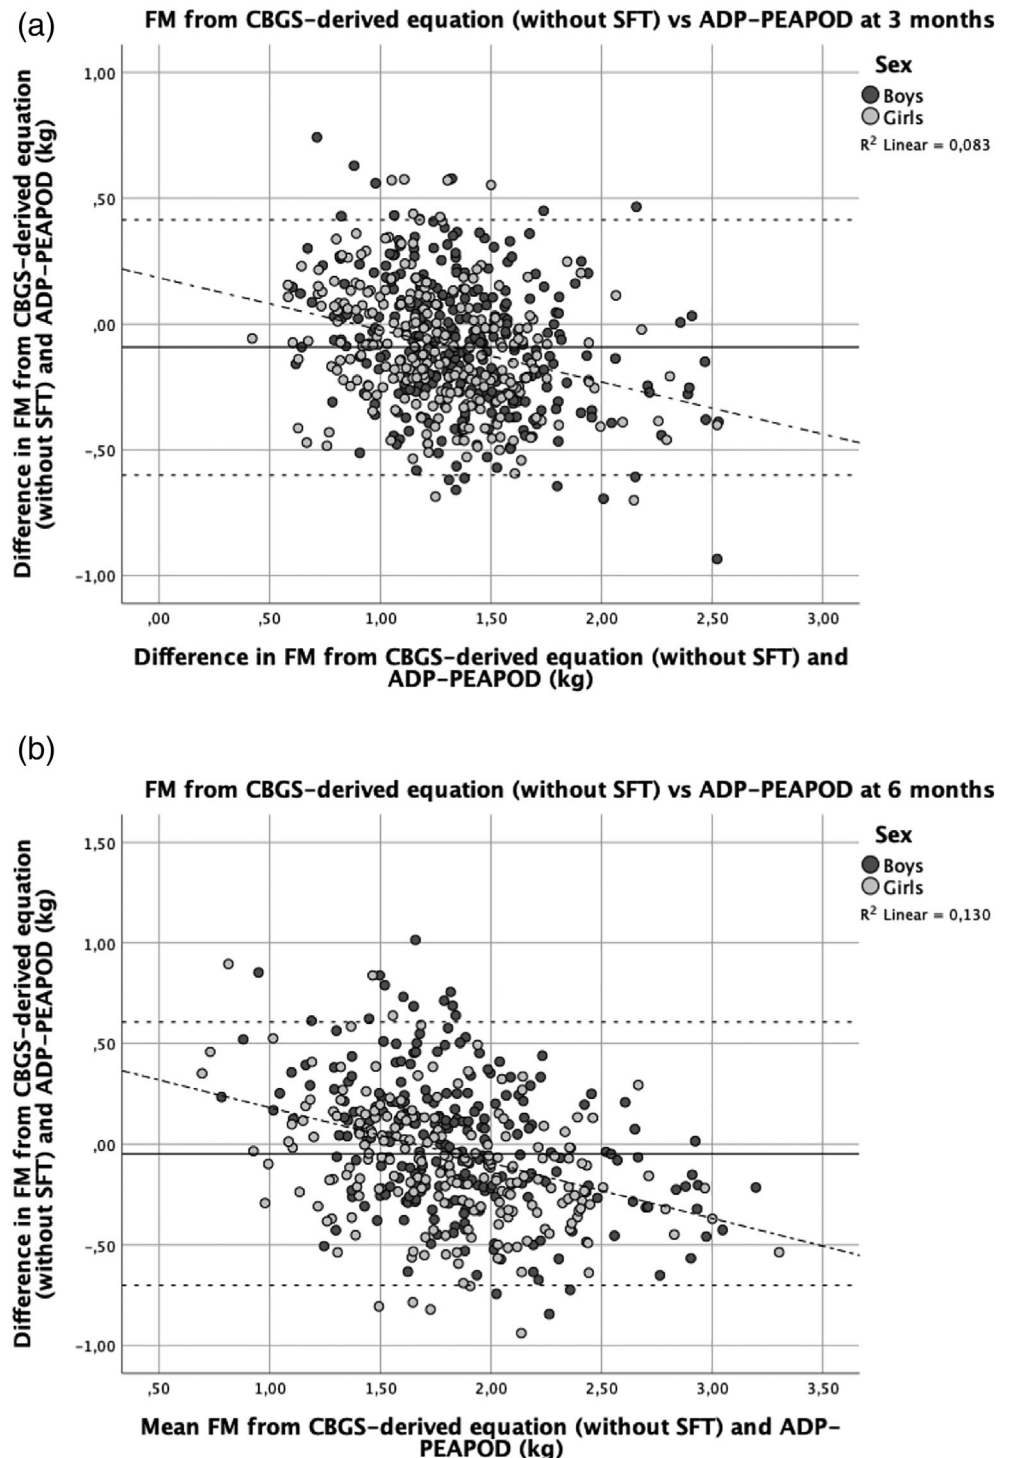 (a)
FM from CBGS-derived equation (without SFT) vs ADP-PEAPOD at 3 months
Difference in FM from CBGS-derived equation
(without SFT) and ADP-PEAPOD (kg)
1,00
,50
,00
-,50
-1,00
Sex
Boys
Girls
R² Linear = 0,083
,00 ,50 1,00 1,50 2,00 2,50 3,00
Difference in FM from CBGS-derived equation (without SFT) and
ADP-PEAPOD (kg)
(b)
FM from CBGS-derived equation (without SFT) vs ADP-PEAPOD at 6 months
Difference in FM from CBGS-derived equation
(without SFT) and ADP-PEAPOD (kg)
1,50
1,00
,50
,00
-,50
-1,00
Sex
Boys
Girls
R² Linear = 0,130
,50 1,00 1,50 2,00 2,50 3,00 3,50
Mean FM from CBGS-derived equation (without SFT) and ADP-
PEAPOD (kg)